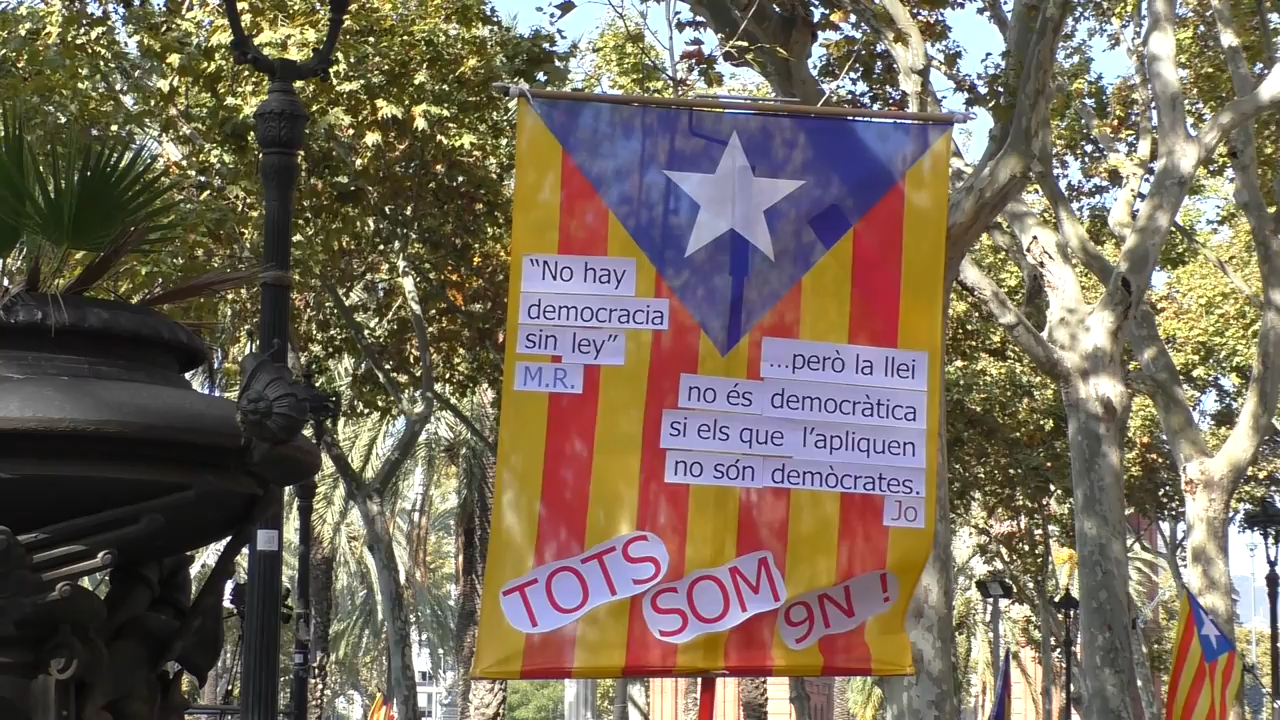 “No hay
democracia
sin ley”
M.R.
...però la llei
no és democràtica
si els que l’apliquen
no són demòcrates.
Jo
TOTS SOM 9N !